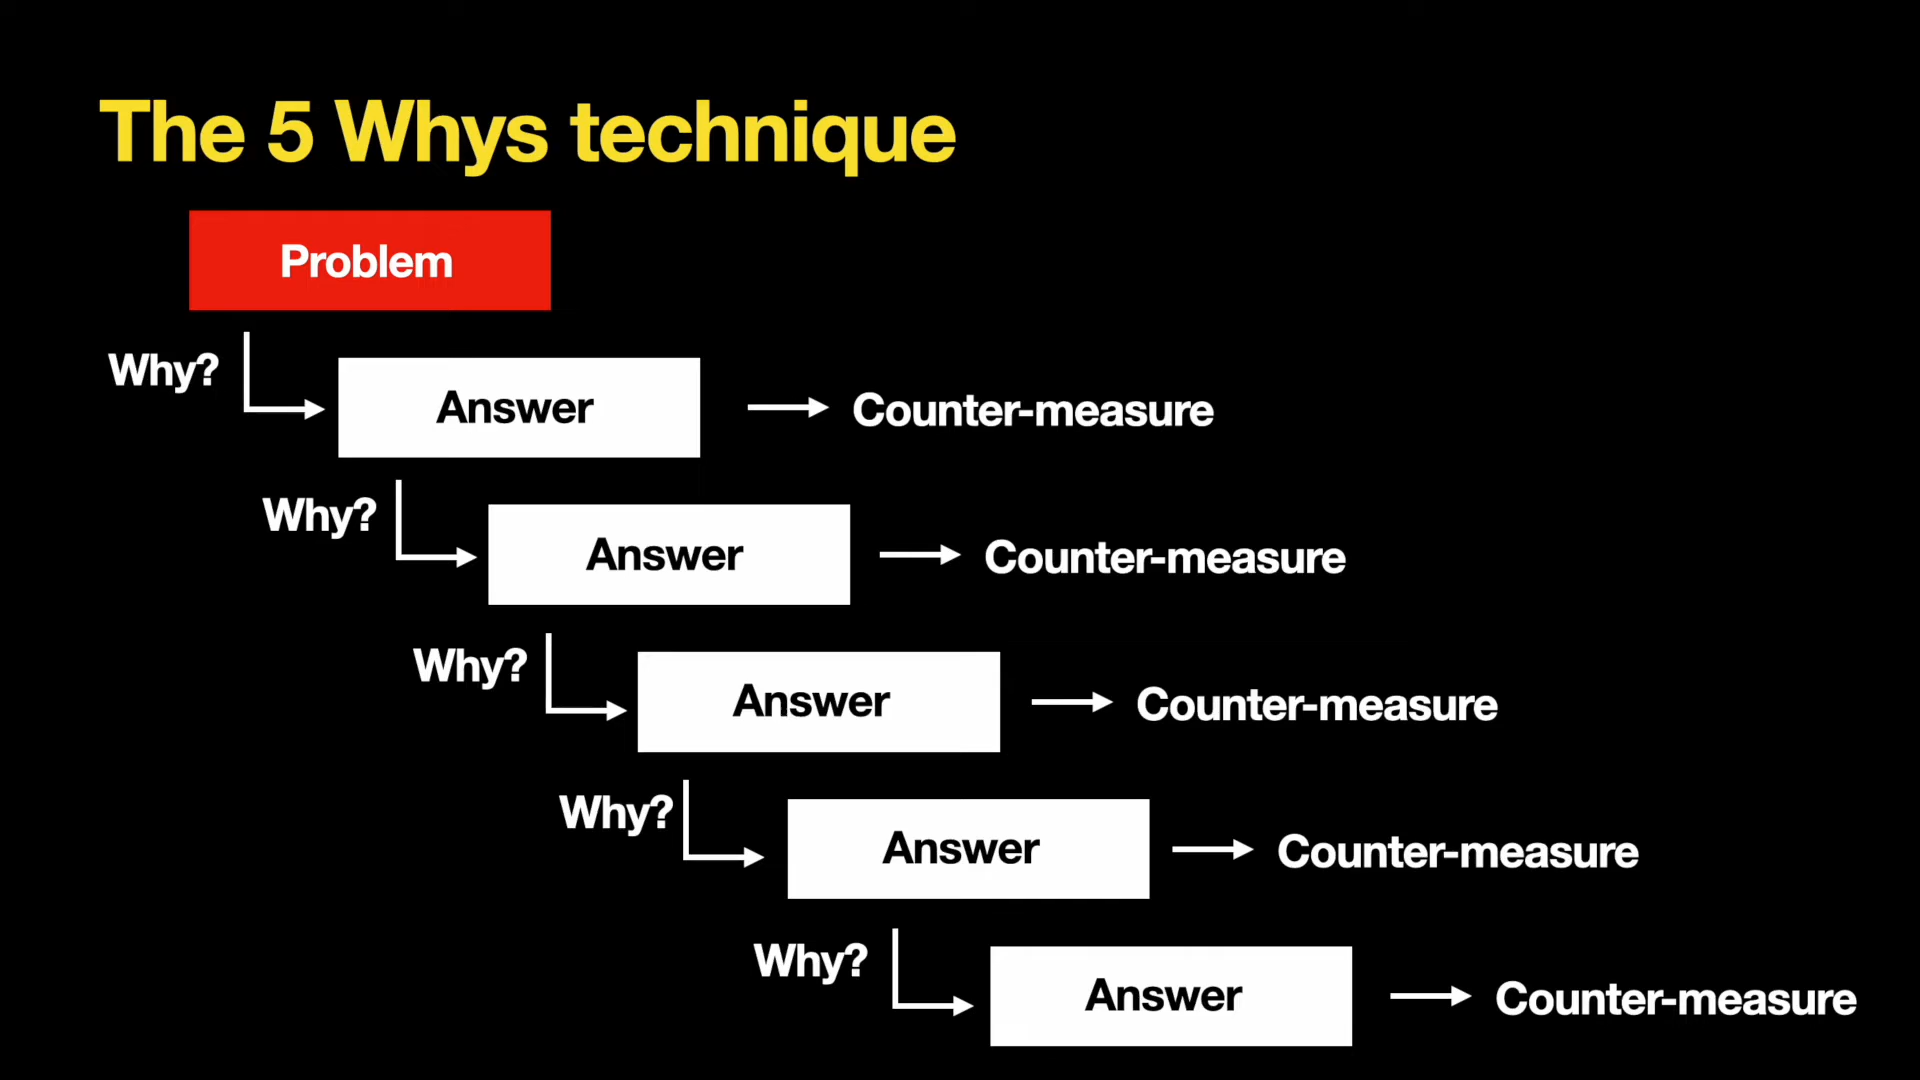 The 5 Whys technique
Problem
Why?
Answer
Counter-measure
Why?
Answer
Counter-measure
Why?
Answer
Counter-measure
Why?
Answer
Counter-measure
Why?
Answer
Counter-measure